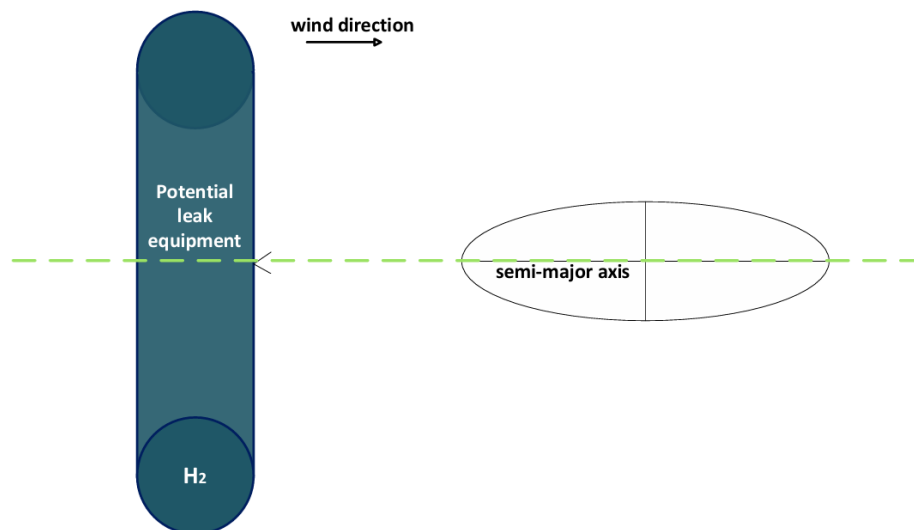 wind direction
Potential
leak
equipment
semi-major axis
H₂